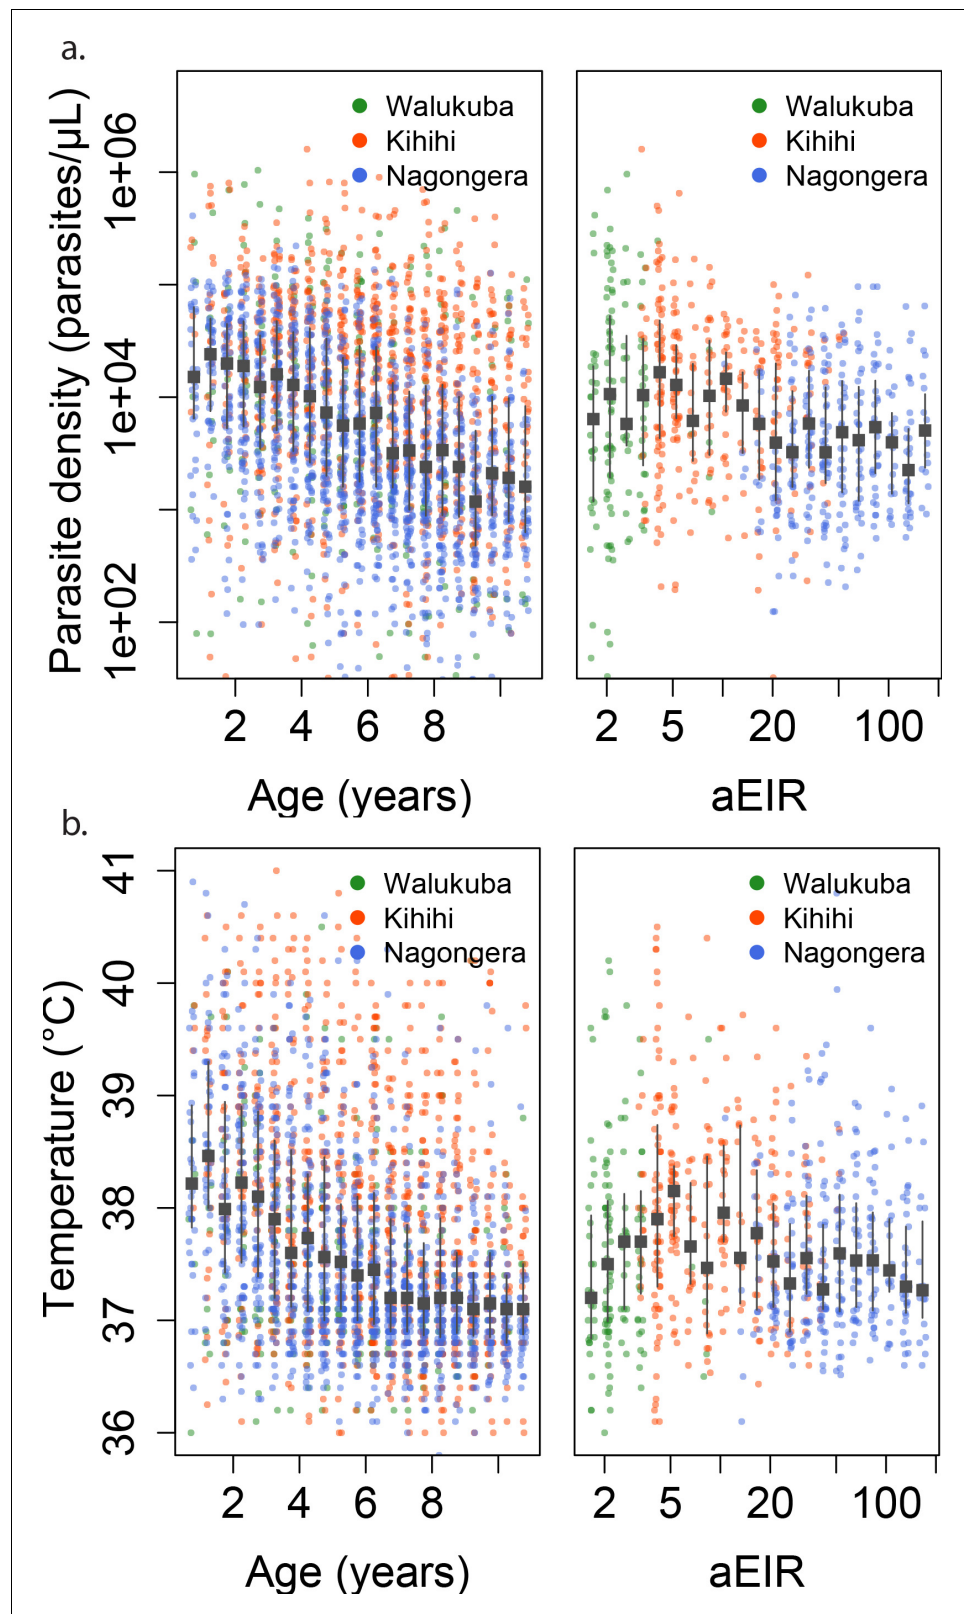 a.
Parasite density (parasites/µL)
1e+06
1e+04
1e+02
Walukuba
Kihihi
Nagongera
2 4 6 8
Age (years)
Walukuba
Kihihi
Nagongera
2 5 20 100
aEIR
b.
Temperature (°C)
41
40
39
38
37
36
Walukuba
Kihihi
Nagongera
2 4 6 8
Age (years)
Walukuba
Kihihi
Nagongera
2 5 20 100
aEIR